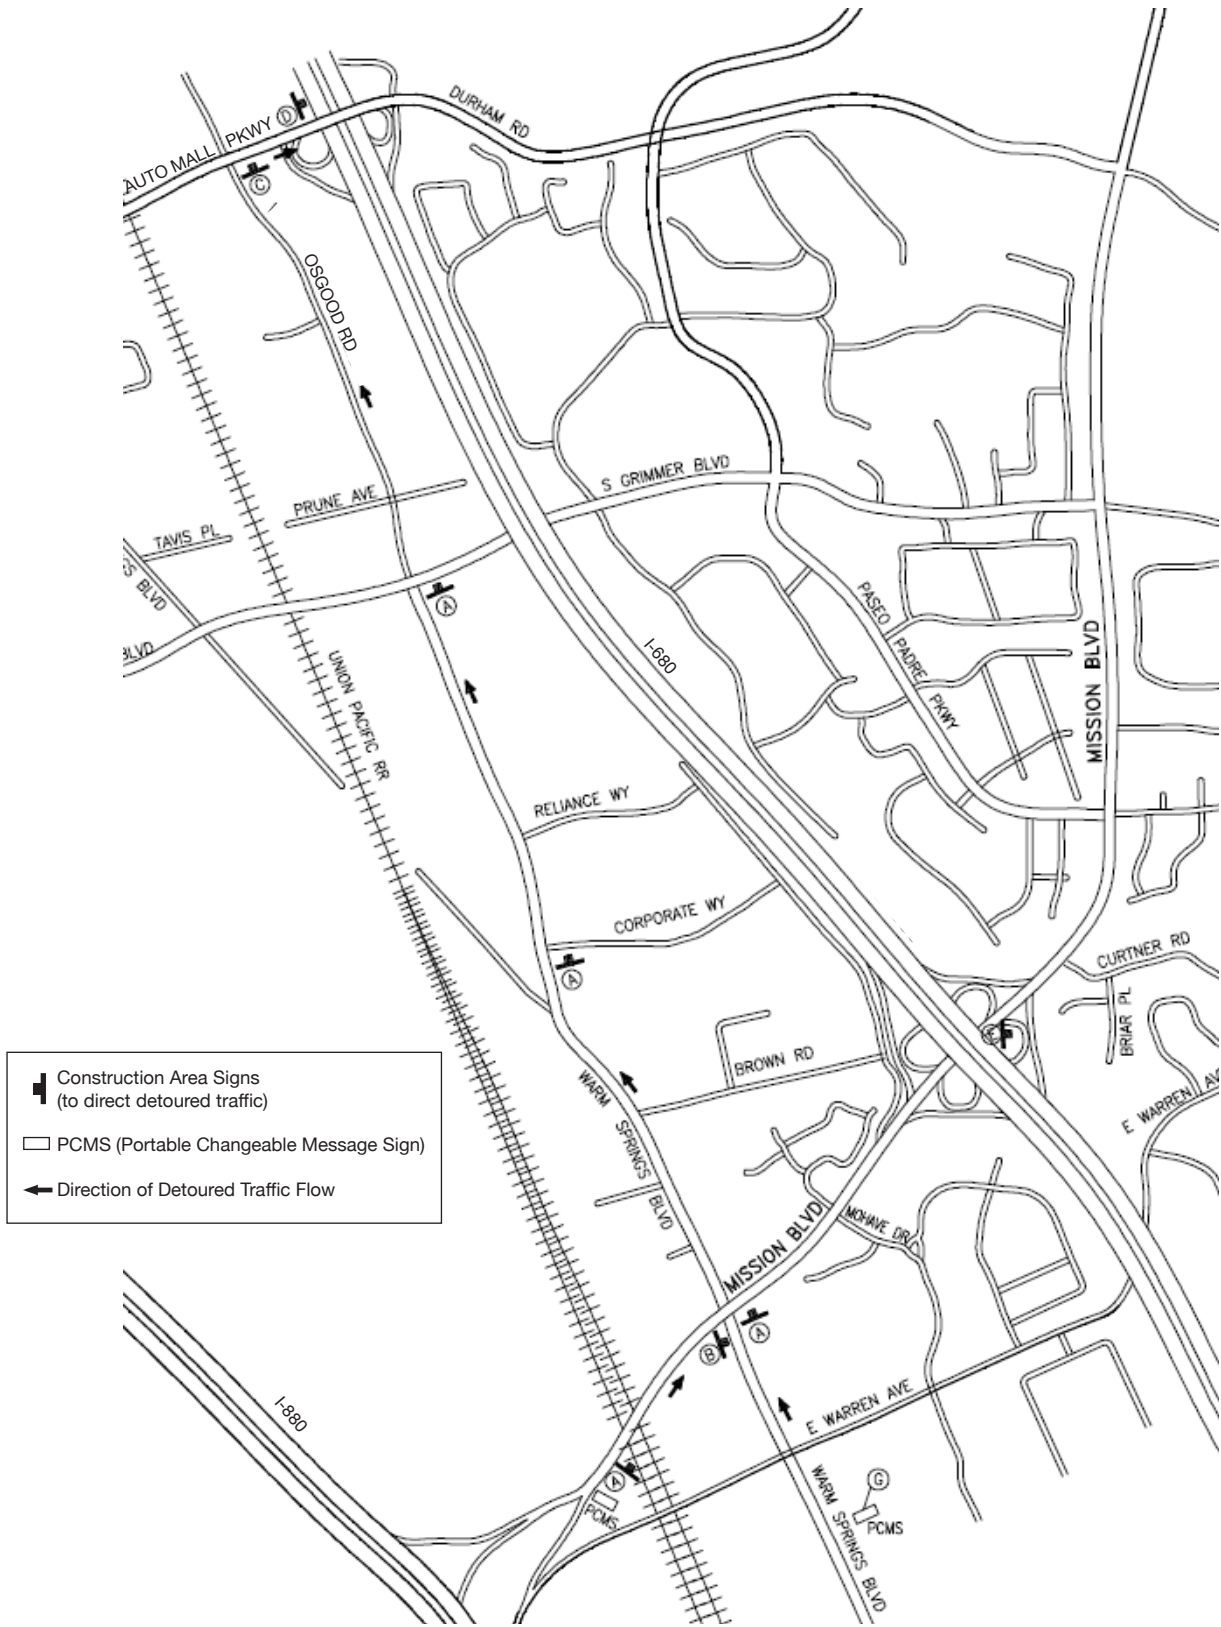 DURHAM RD
D
AUTO MALL PKWY
C
OSGOOD RD
S GRIMMER BLVD
PRUNE AVE
TAVIS PL
BLVD
A
BLVD
PASEO PADRE PKWY
MISSION BLVD
I-680
UNION PACIFIC RR
RELIANCE WY
CORPORATE WY
A
CURTNER RD
BRIAR PL
BROWN RD
WARM SPRINGS BLVD
E WARREN AV
Construction Area Signs
(to direct detoured traffic)
PCMS (Portable Changeable Message Sign)
Direction of Detoured Traffic Flow
MISSION BLVD
MOHAVE DR
A
B
I-880
E WARREN AVE
A
PCMS
G
PCMS
WARM SPRINGS BLVD